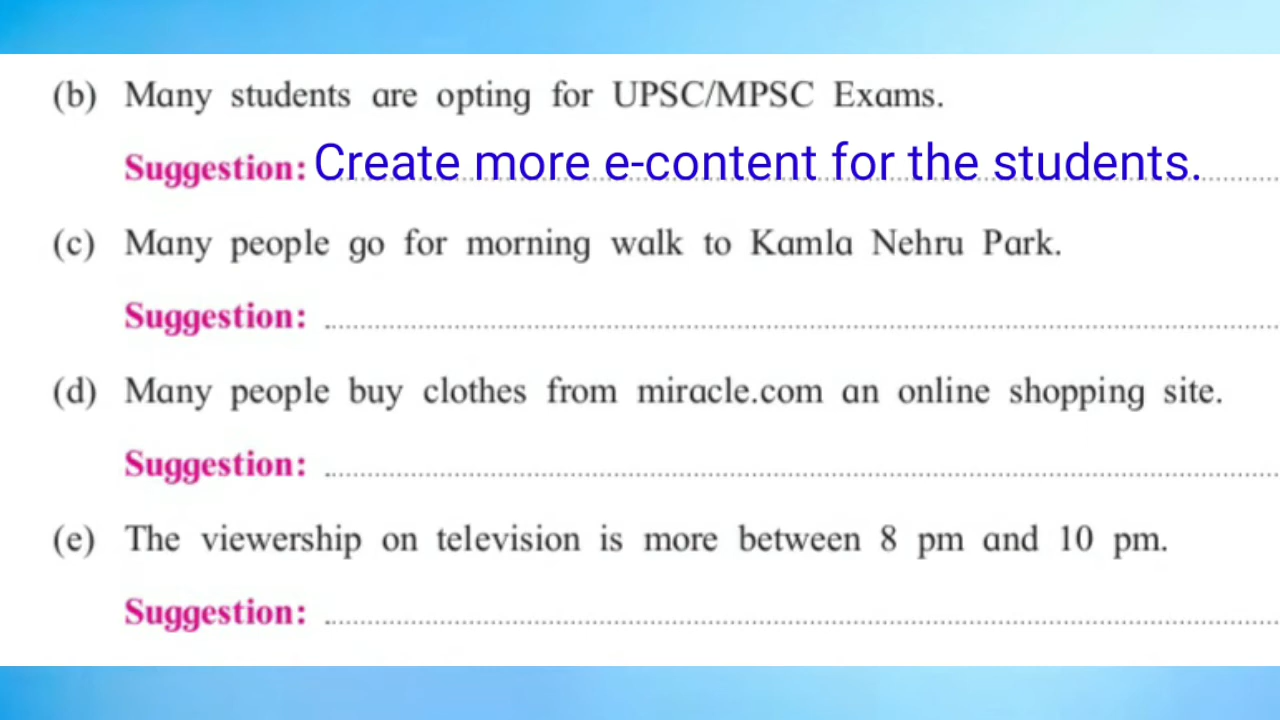 (b) Many students are opting for UPSC/MPSC Exams.
Suggestion: Create more e-content for the students.
(c) Many people go for morning walk to Kamla Nehru Park.
Suggestion:
(d) Many people buy clothes from miracle.com an online shopping site.
Suggestion:
(e) The viewership on television is more between 8 pm and 10 pm.
Suggestion: